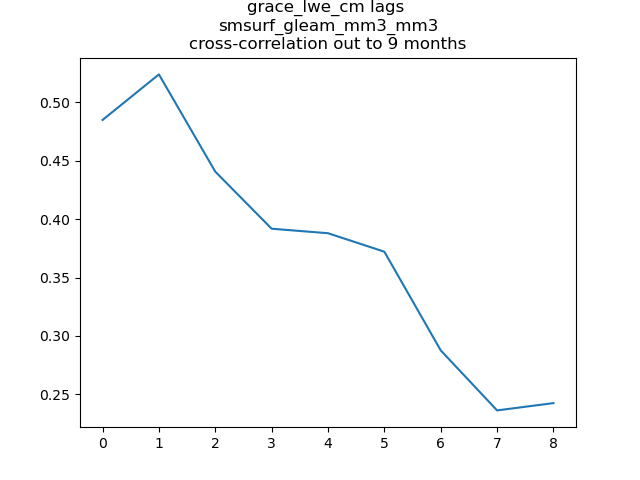 grace_lwe_cm lags
smsurf_gleam_mm3_mm3
cross-correlation out to 9 months
0.50
0.45
0.40
0.35
0.30
0.25
0 1 2 3 4 5 6 7 8